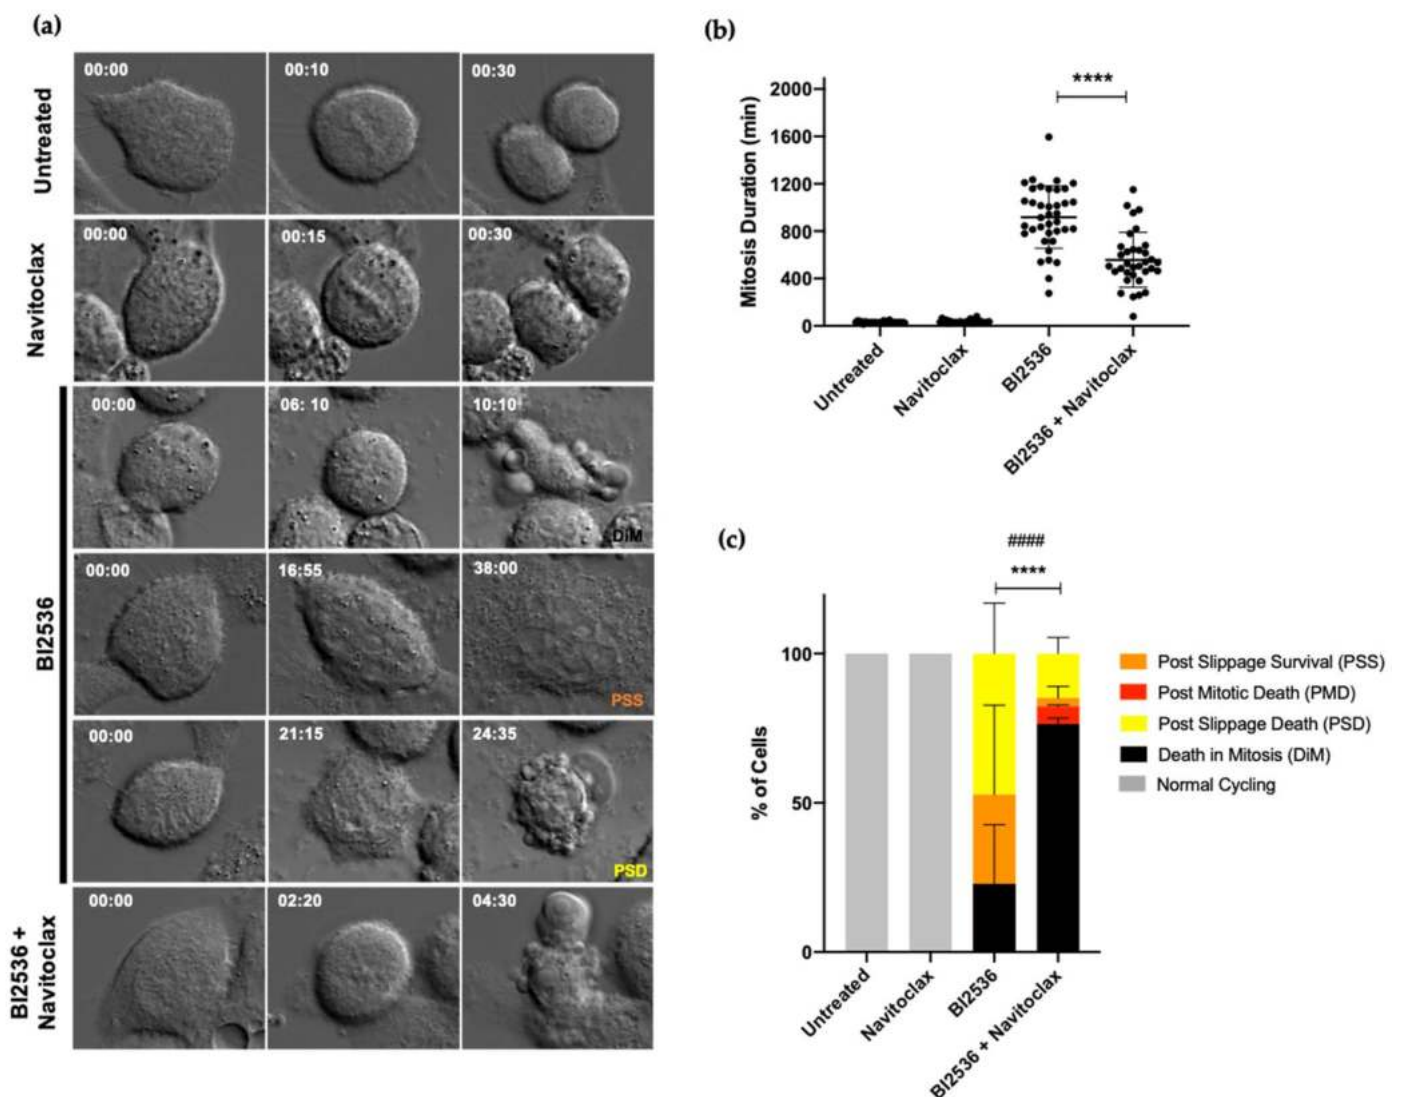 (a)
Untreated
00:00
00:10
00:30
Navitoclax
00:00
00:15
00:30
BI2536
00:00
06: 10
10:10
DiM
00:00
16:55
38:00
PSS
00:00
21:15
24:35
PSD
BI2536 +
Navitoclax
00:00
02:20
04:30
(b)
Mitosis Duration (min)
2000
1600
1200
800
400
0
****
Untreated
Navitoclax
BI2536
BI2536 + Navitoclax
(c)
####
****
% of Cells
100
50
0
Untreated
Navitoclax
BI2536
BI2536 + Navitoclax
Post Slippage Survival (PSS)
Post Mitotic Death (PMD)
Post Slippage Death (PSD)
Death in Mitosis (DiM)
Normal Cycling